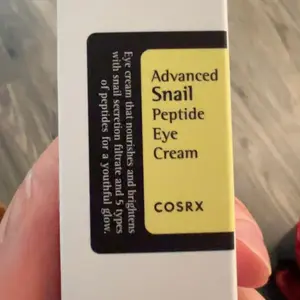 Advanced
Snail
Peptide
Eye
Cream
COSRX
Eye cream that nourishes and brightens
with snail secretion filtrate and 5 types
of peptides for a youthful glow.